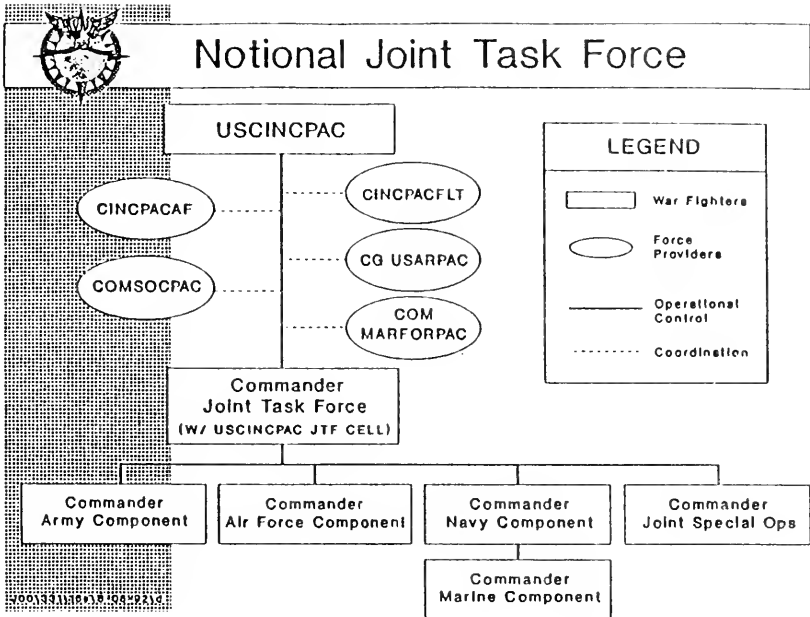 Notional Joint Task Force
USCINCPAC
CINCPACAF
CINCPACFLT
COMSOCPAC
CG USARPAC
COM
MARFORPAC
Commander
Joint Task Force
(W/ USCINCPAC JTF CELL)
Commander
Army Component
Commander
Air Force Component
Commander
Navy Component
Commander
Joint Special Ops
Commander
Marine Component
LEGEND
War Fighters
Force
Providers
Operational
Control
Coordination